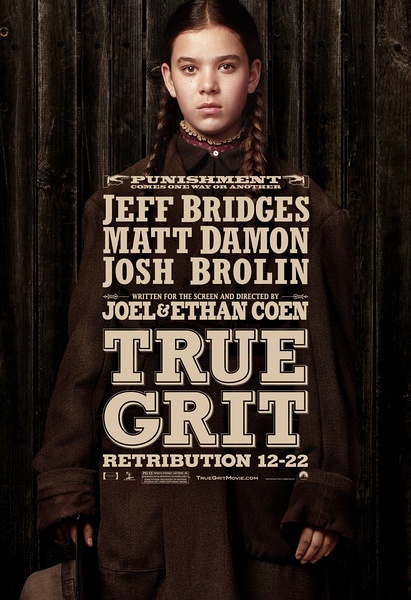 PUNISHMENT
COMES ONE WAY OR ANOTHER
JEFF BRIDGES
MATT DAMON
JOSH BROLIN
WRITTEN FOR THE SCREEN AND DIRECTED BY
JOEL & ETHAN COEN
TRUE
GRIT
RETRIBUTION 12-22
TRUEGRITMOVIE.COM